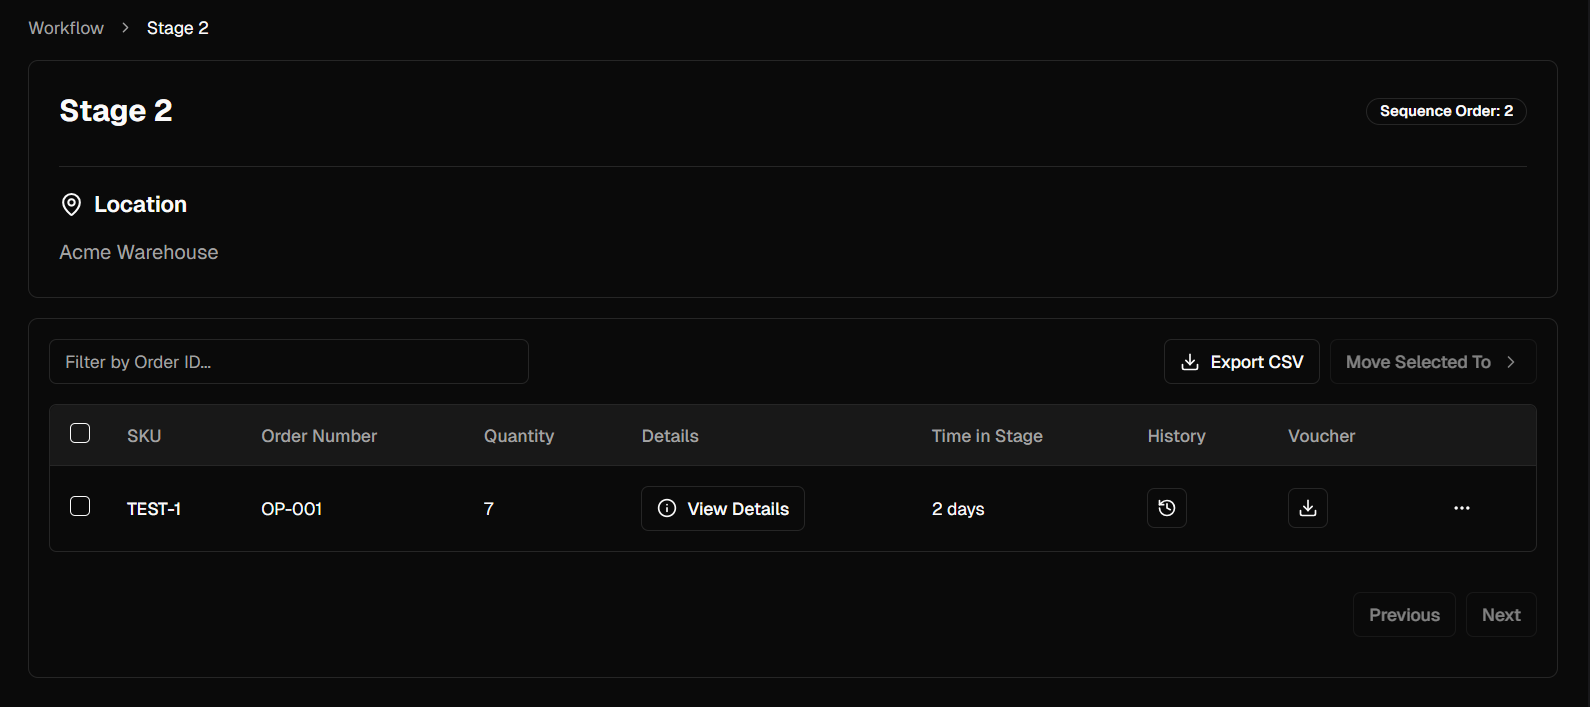 Workflow > Stage 2
Stage 2
Sequence Order: 2
Location
Acme Warehouse
Filter by Order ID...
Export CSV
Move Selected To >
SKU Order Number Quantity Details Time in Stage History Voucher
TEST-1 OP-001 7 View Details 2 days ...
Previous Next